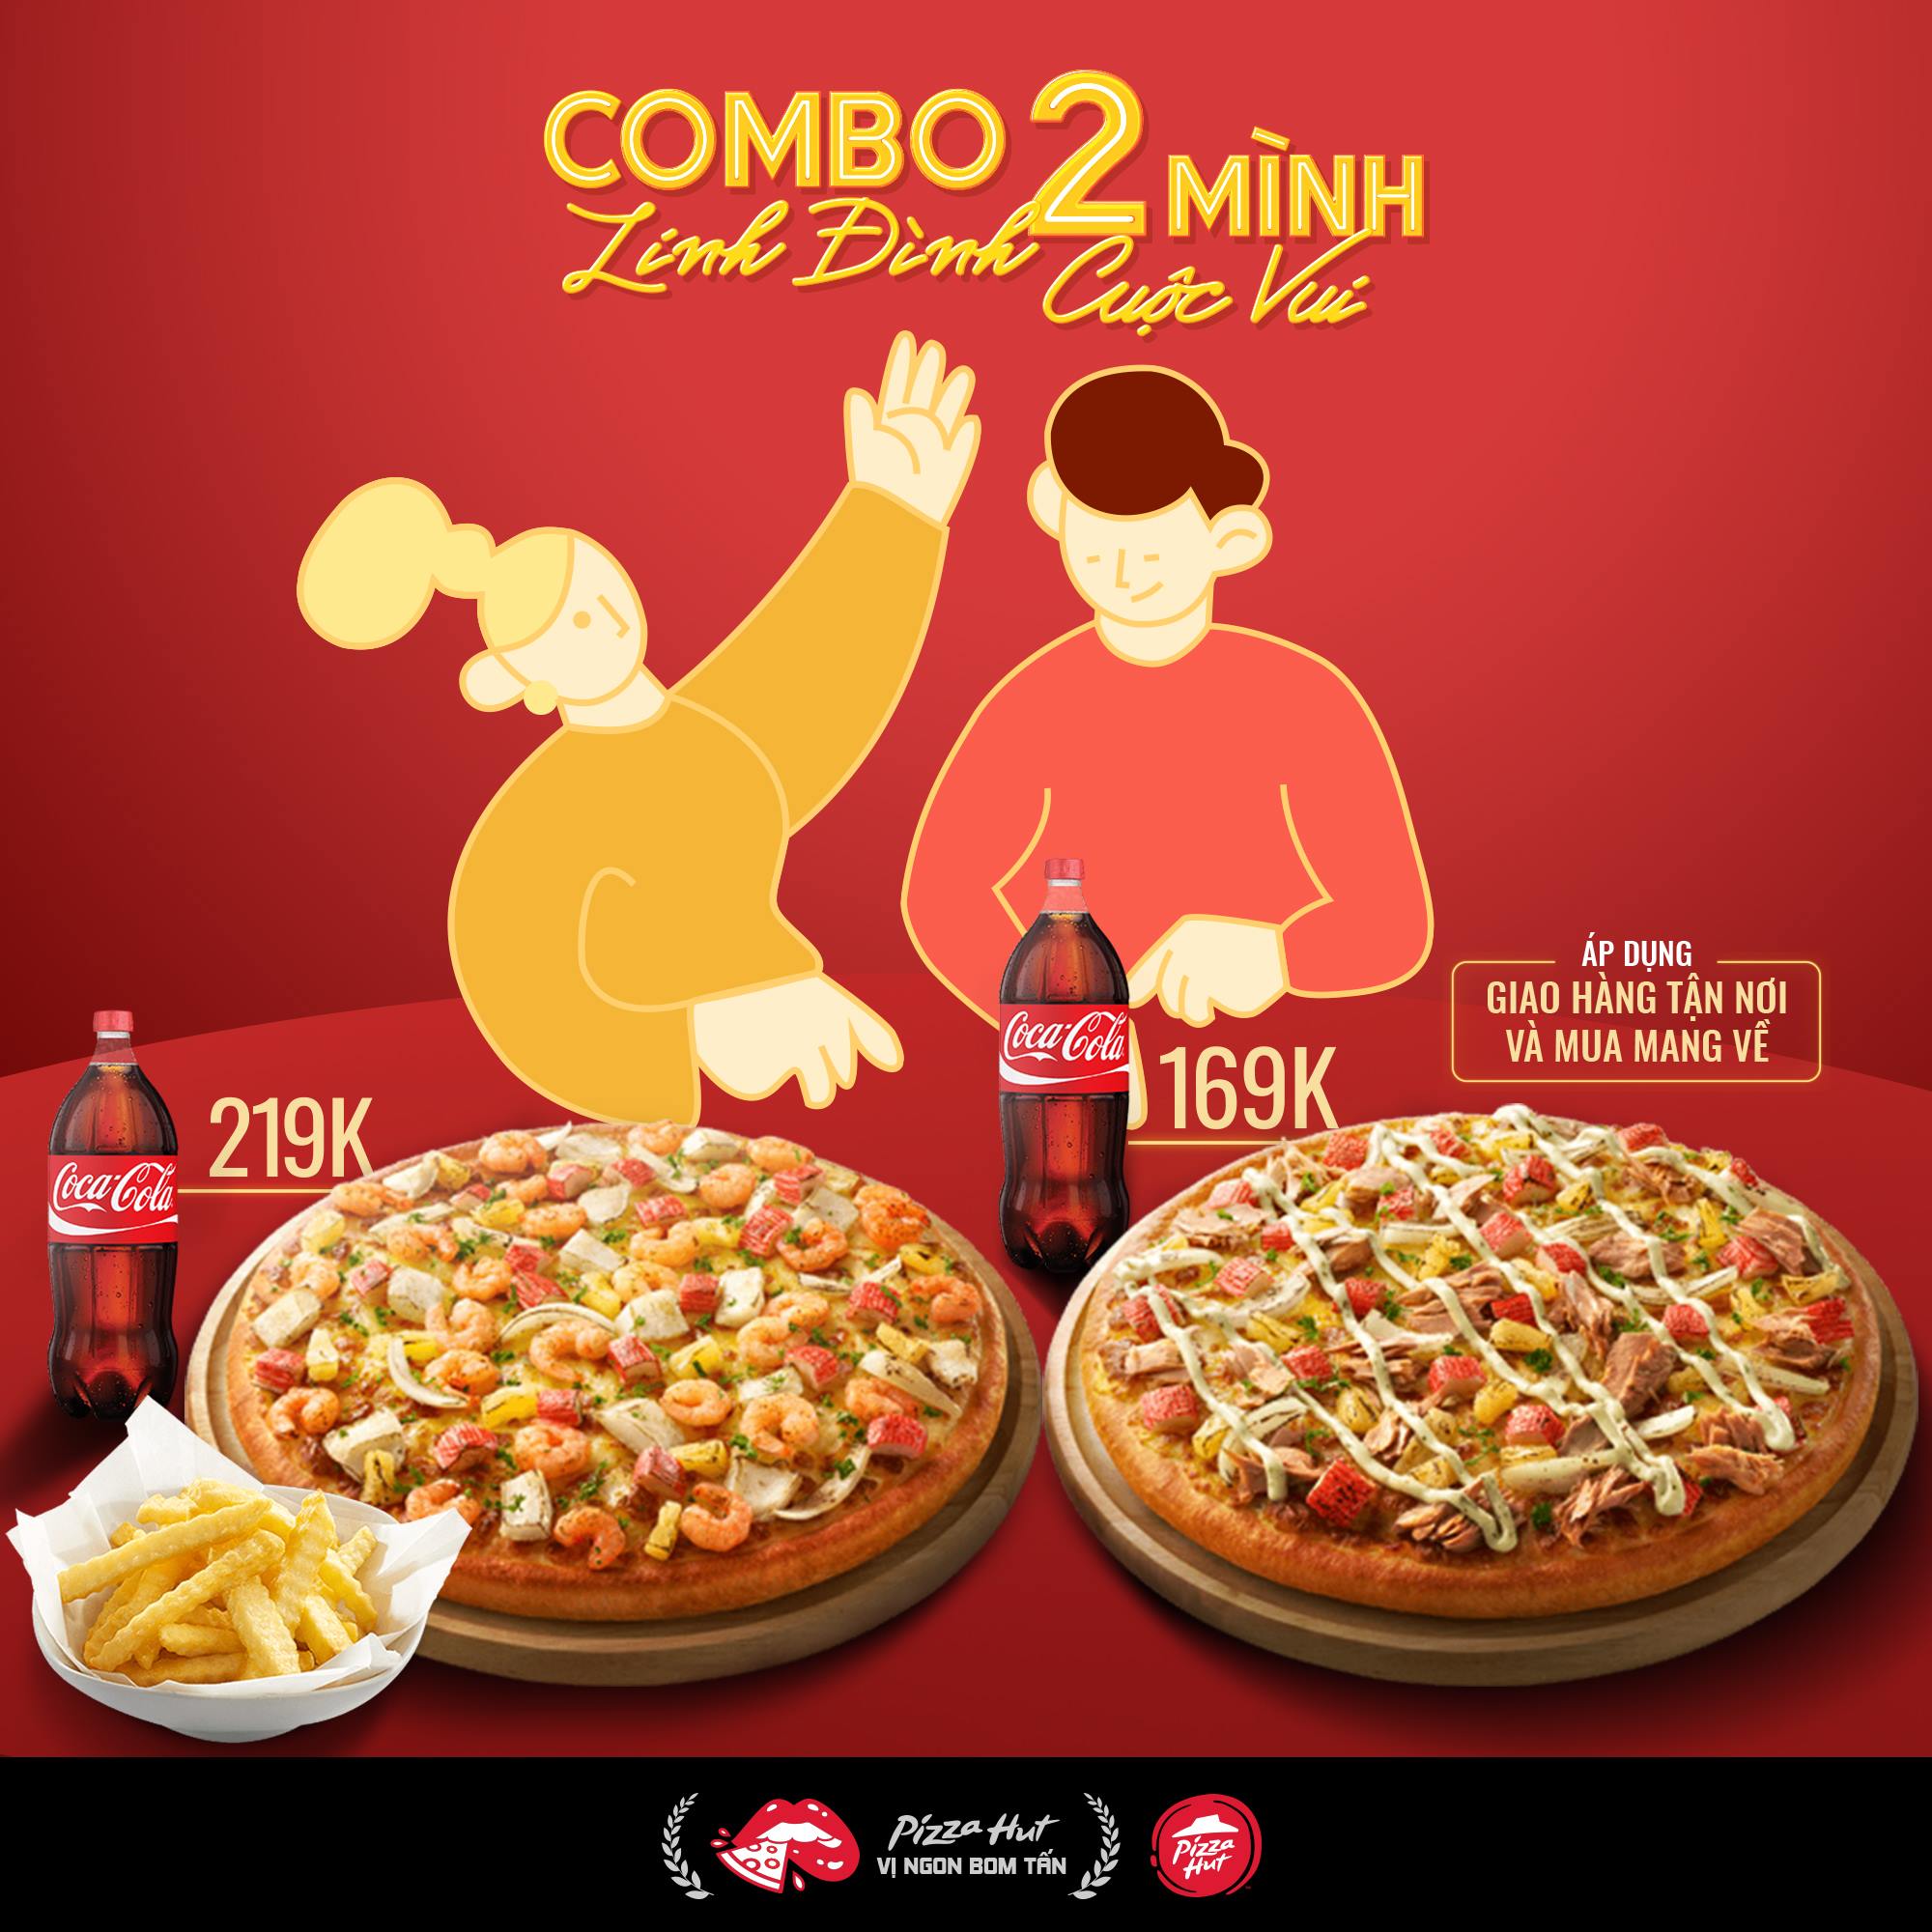 COMBO 2 MÌNH
Linh Đình Cuộc Vui
ÁP DỤNG
GIAO HÀNG TẬN NƠI
VÀ MUA MANG VỀ
Coca-Cola
169K
Coca-Cola
219K
Pizza Hut
VỊ NGON BOM TẤN
Pizza
Hut